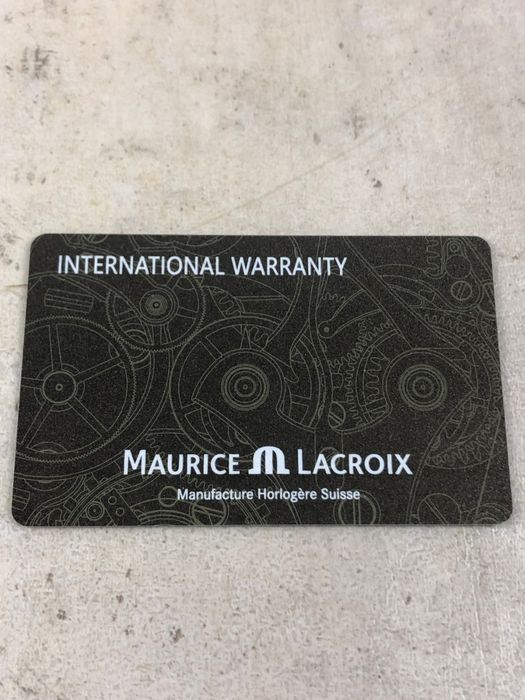 INTERNATIONAL WARRANTY
MAURICE LACROIX
Manufacture Horlogère Suisse